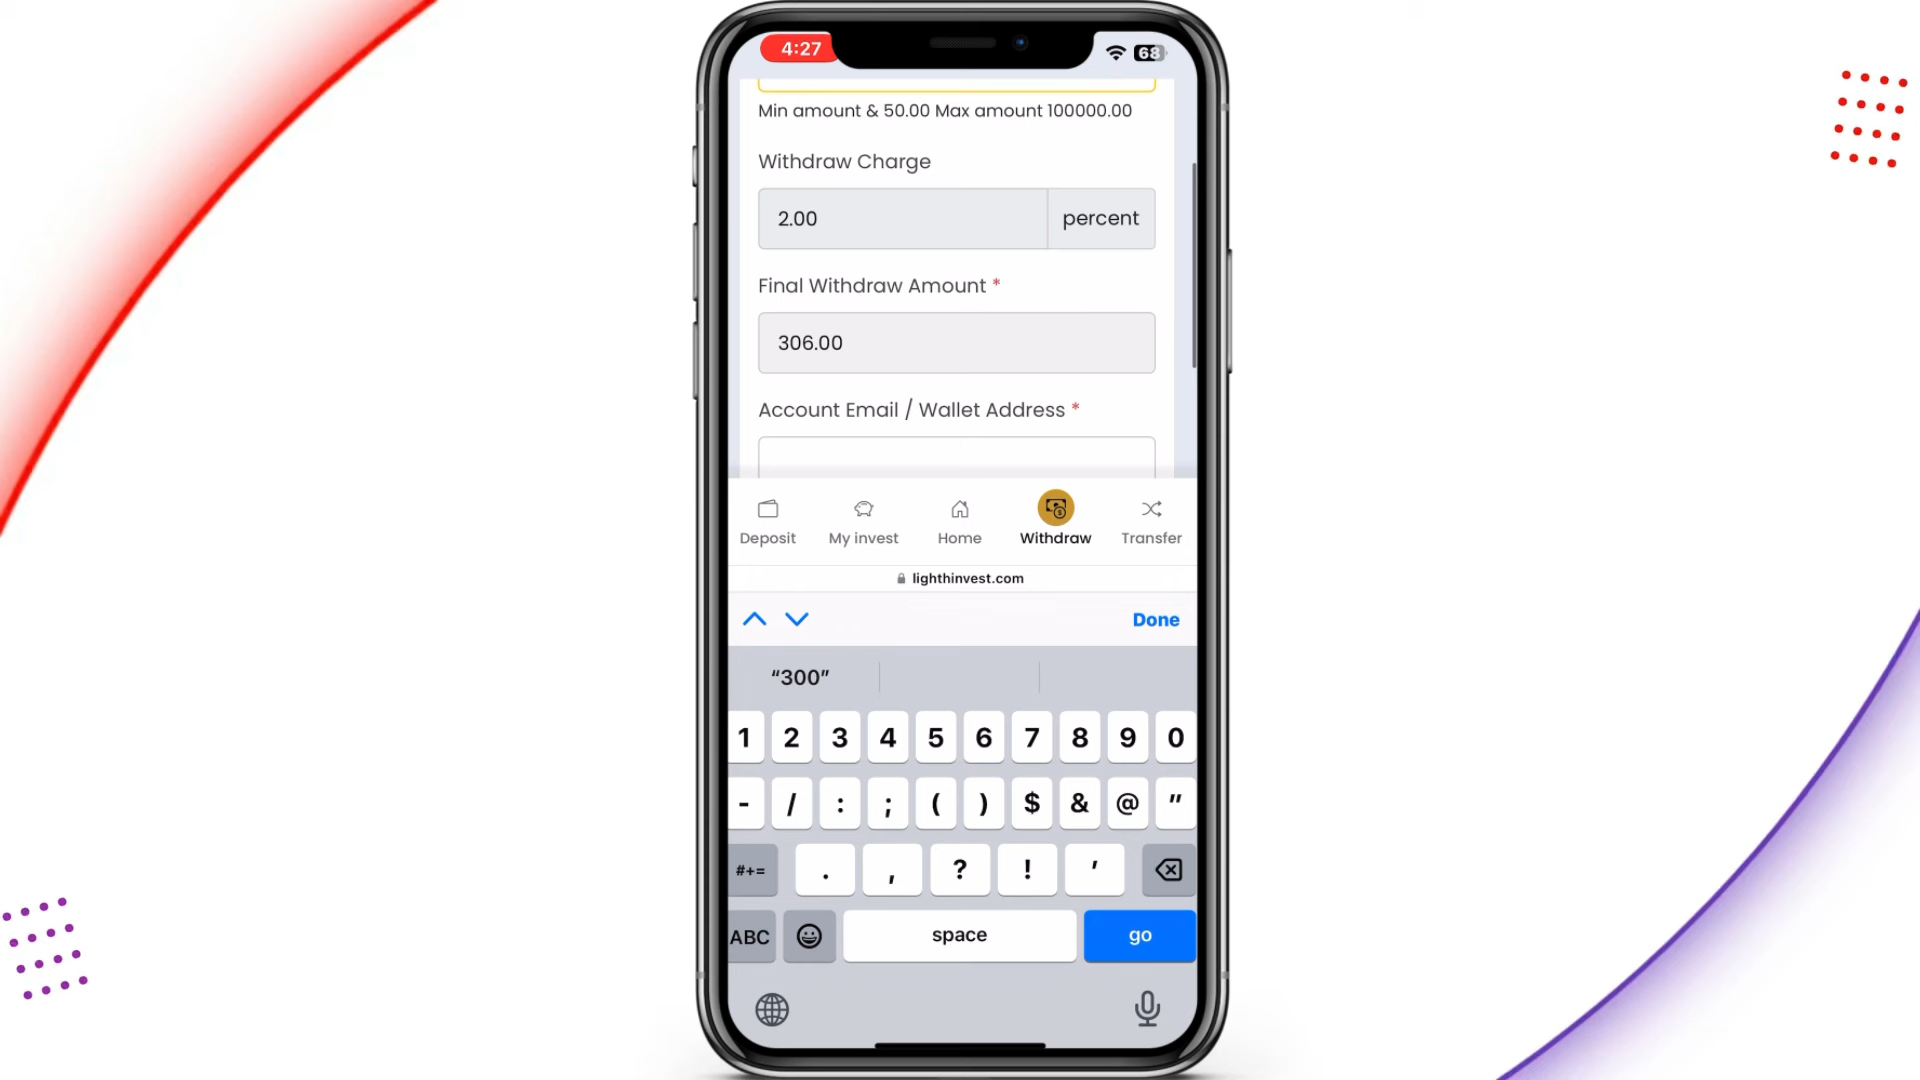 4:27
68
Min amount & 50.00 Max amount 100000.00
Withdraw Charge
2.00 percent
Final Withdraw Amount *
306.00
Account Email / Wallet Address *
Deposit My invest Home Withdraw Transfer
lighthinvest.com
Done
“300”
1 2 3 4 5 6 7 8 9 0
- / : ; ( ) $ & @ "
#+= . , ? ! '
ABC space go